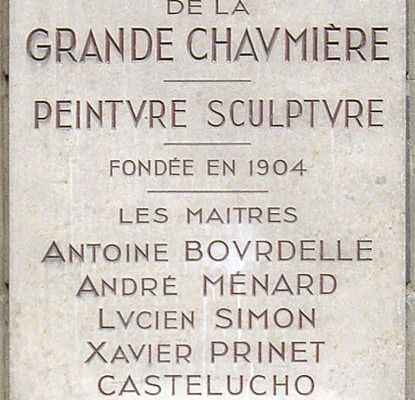 DE LA
GRANDE CHAVMIÈRE
PEINTVRE SCULPTVRE
FONDÉE EN 1904
LES MAITRES
ANTOINE BOVRDELLE
ANDRÉ MÉNARD
LVCIEN SIMON
XAVIER PRINET
CASTELUCHO